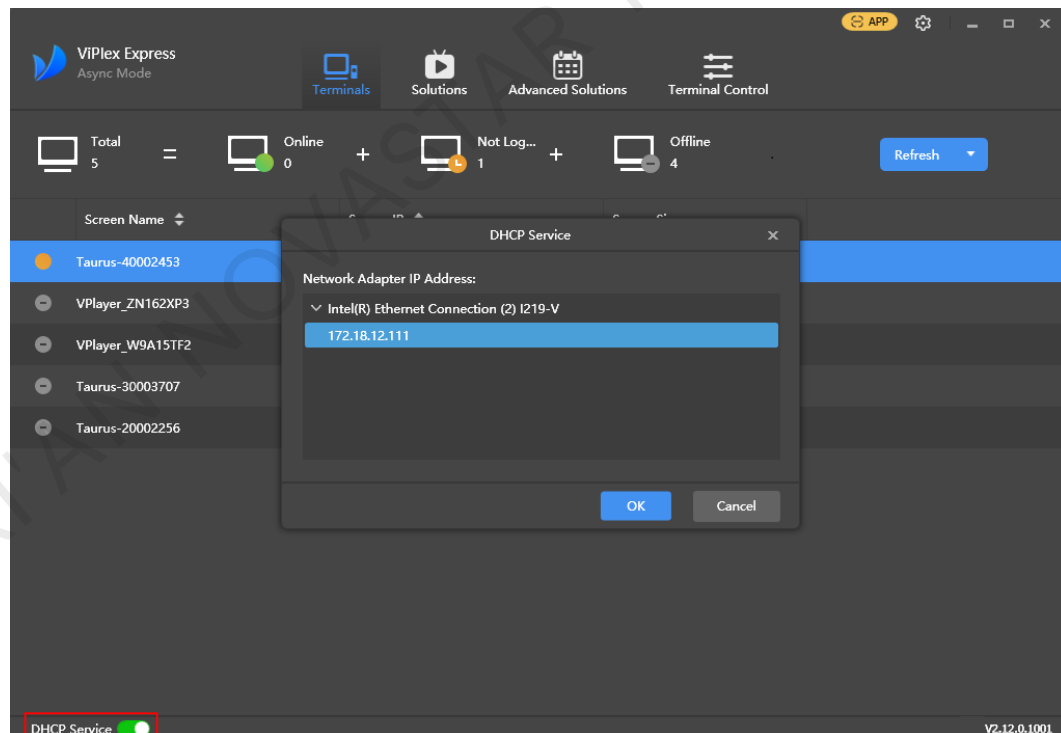 APP
ViPlex Express
Async Mode
Terminals
Solutions
Advanced Solutions
Terminal Control
Total
5
=
Online
0
+
Not Log...
1
+
Offline
4
Refresh
Screen Name
DHCP Service
Taurus-40002453
Network Adapter IP Address:
VPlayer_ZN162XP3
Intel(R) Ethernet Connection (2) I219-V
172.18.12.111
VPlayer_W9A15TF2
Taurus-30003707
Taurus-20002256
OK
Cancel
NOVASTAR
DHCP Service
V2.12.0.1001